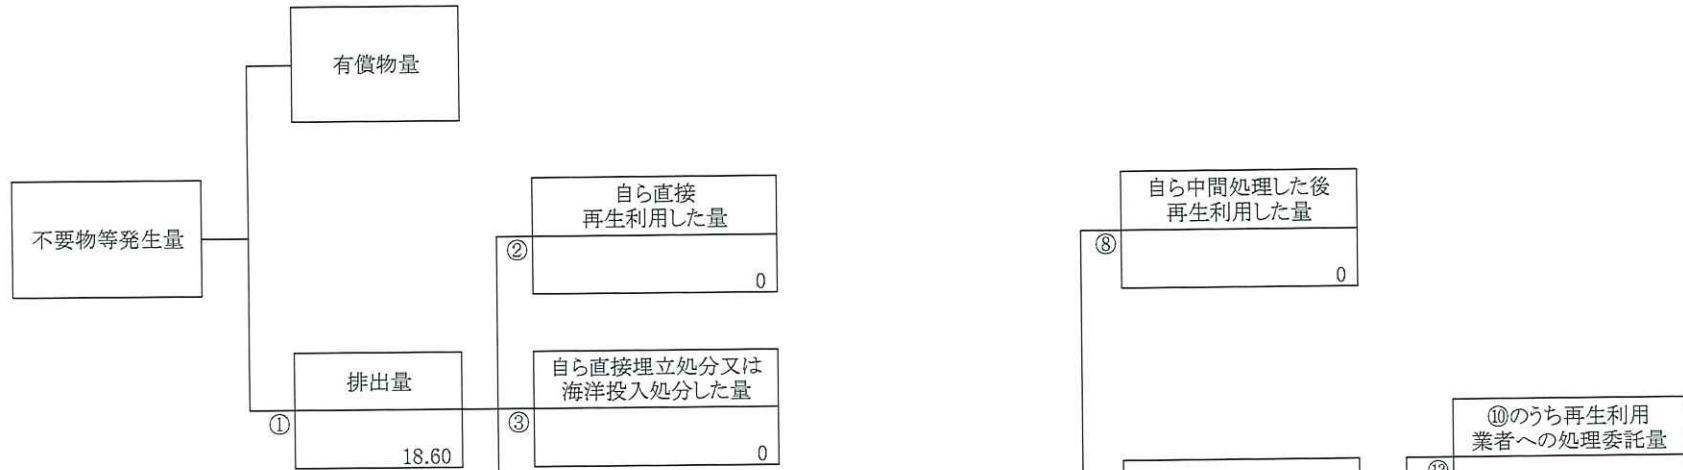 有償物量
不要物等発生量
自ら直接
再生利用した量
②
0
自ら中間処理した後
再生利用した量
⑧
0
排出量
①
18.60
自ら直接埋立処分又は
海洋投入処分した量
③
0
⑩のうち再生利用
業者への処理委託量